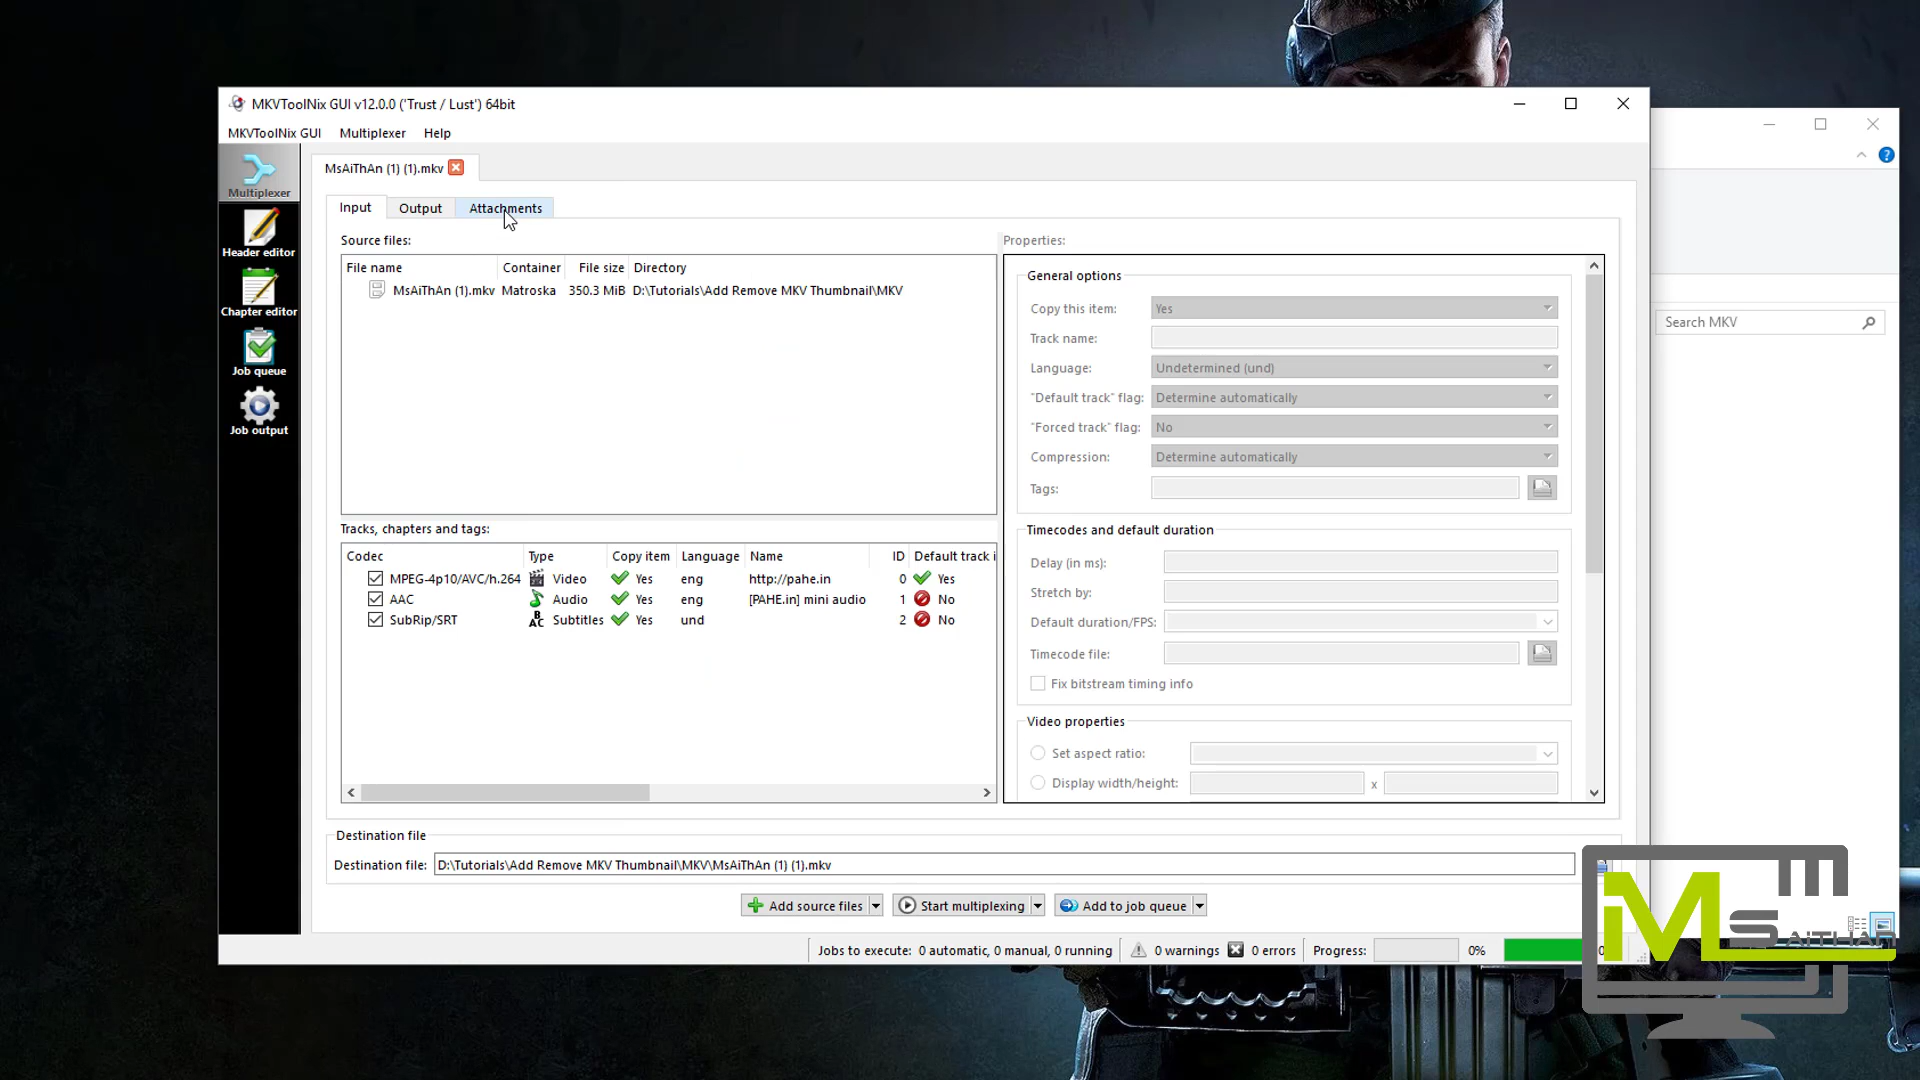 MKVToolNix GUI v12.0.0 ('Trust / Lust') 64bit
MKVToolNix GUI Multiplexer Help
MsAiThAn (1) (1).mkv
Multiplexer
Header editor
Chapter editor
Job queue
Job output
Input Output Attachments
Source files:
File name Container File size Directory
MsAiThAn (1).mkv Matroska 350.3 MiB D:\Tutorials\Add Remove MKV Thumbnail\MKV
Tracks, chapters and tags:
Codec Type Copy item Language Name ID Default track i
MPEG-4p10/AVC/h.264 Video Yes eng http://pahe.in 0 Yes
AAC Audio Yes eng [PAHE.in] mini audio 1 No
SubRip/SRT Subtitles Yes und 2 No
Properties:
General options
Copy this item: Yes
Track name:
Language: Undetermined (und)
"Default track" flag: Determine automatically
"Forced track" flag: No
Compression: Determine automatically
Tags:
Timecodes and default duration
Delay (in ms):
Stretch by:
Default duration/FPS:
Timecode file:
Fix bitstream timing info
Video properties
Set aspect ratio:
Display width/height: x
Destination file
Destination file: D:\Tutorials\Add Remove MKV Thumbnail\MKV\MsAiThAn (1) (1).mkv
Add source files Start multiplexing Add to job queue
Jobs to execute: 0 automatic, 0 manual, 0 running 0 warnings 0 errors Progress: 0%
Search MKV
MsAiTHAN